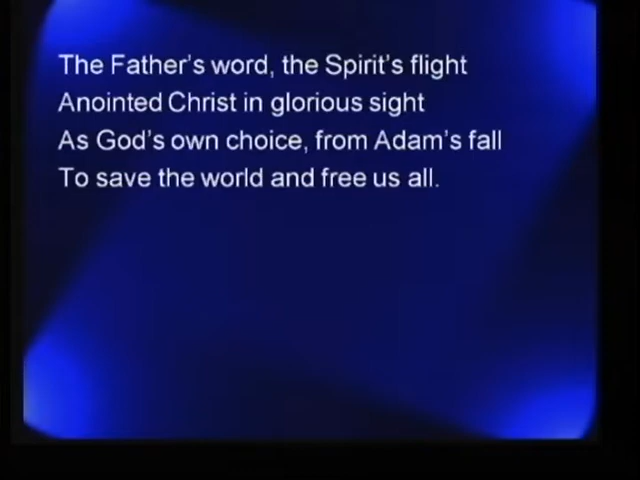 The Father's word, the Spirit's flight
Anointed Christ in glorious sight
As God's own choice, from Adam's fall
To save the world and free us all.